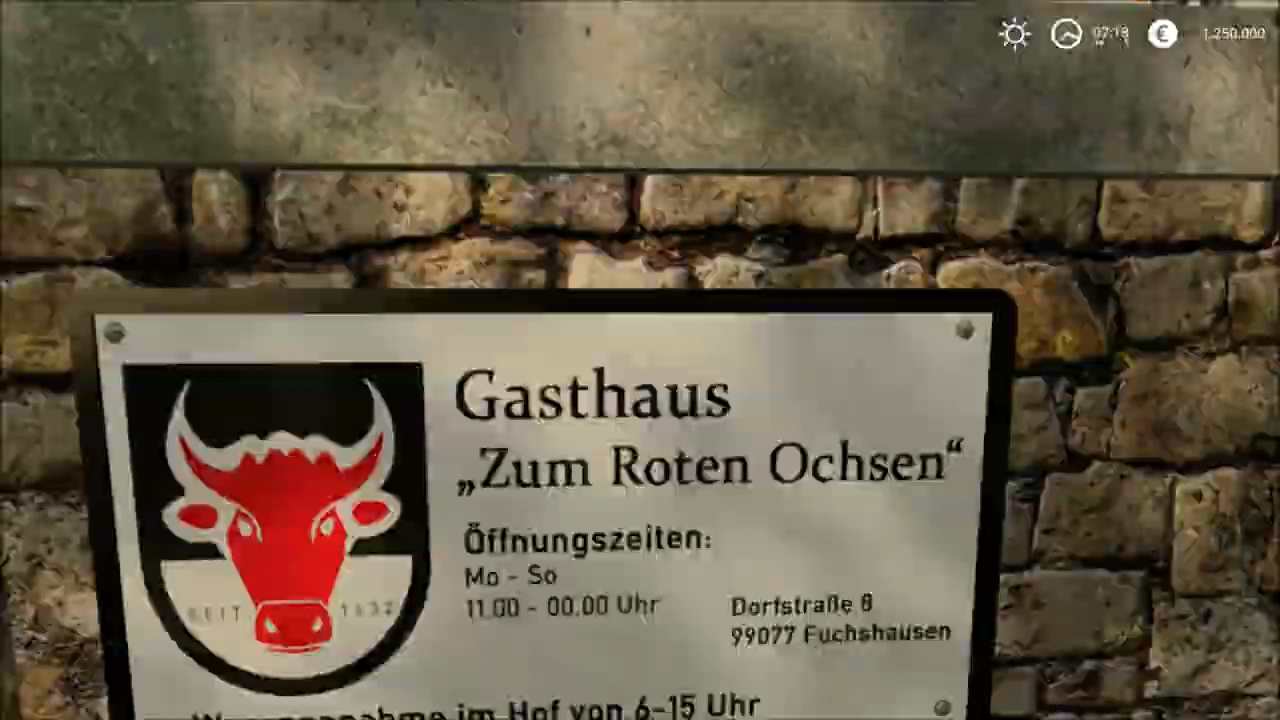 07:18
1.250.000
Gasthaus
„Zum Roten Ochsen“
Öffnungszeiten:
Mo - So
11.00 - 00.00 Uhr
Dorfstraße 8
99077 Fuchshausen
SEIT 1632
im Hof von 6-15 Uhr